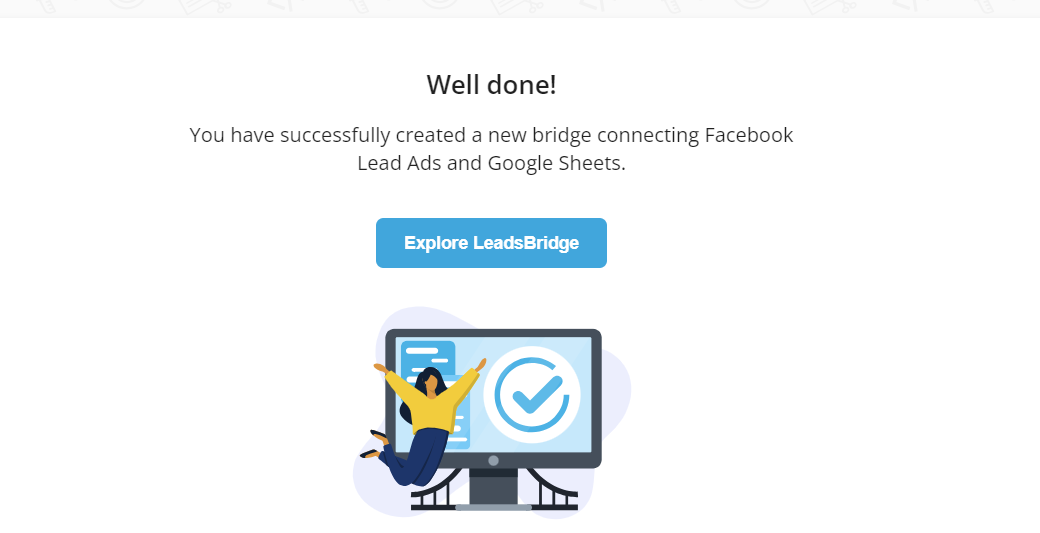 Well done!
You have successfully created a new bridge connecting Facebook
Lead Ads and Google Sheets.
Explore LeadsBridge